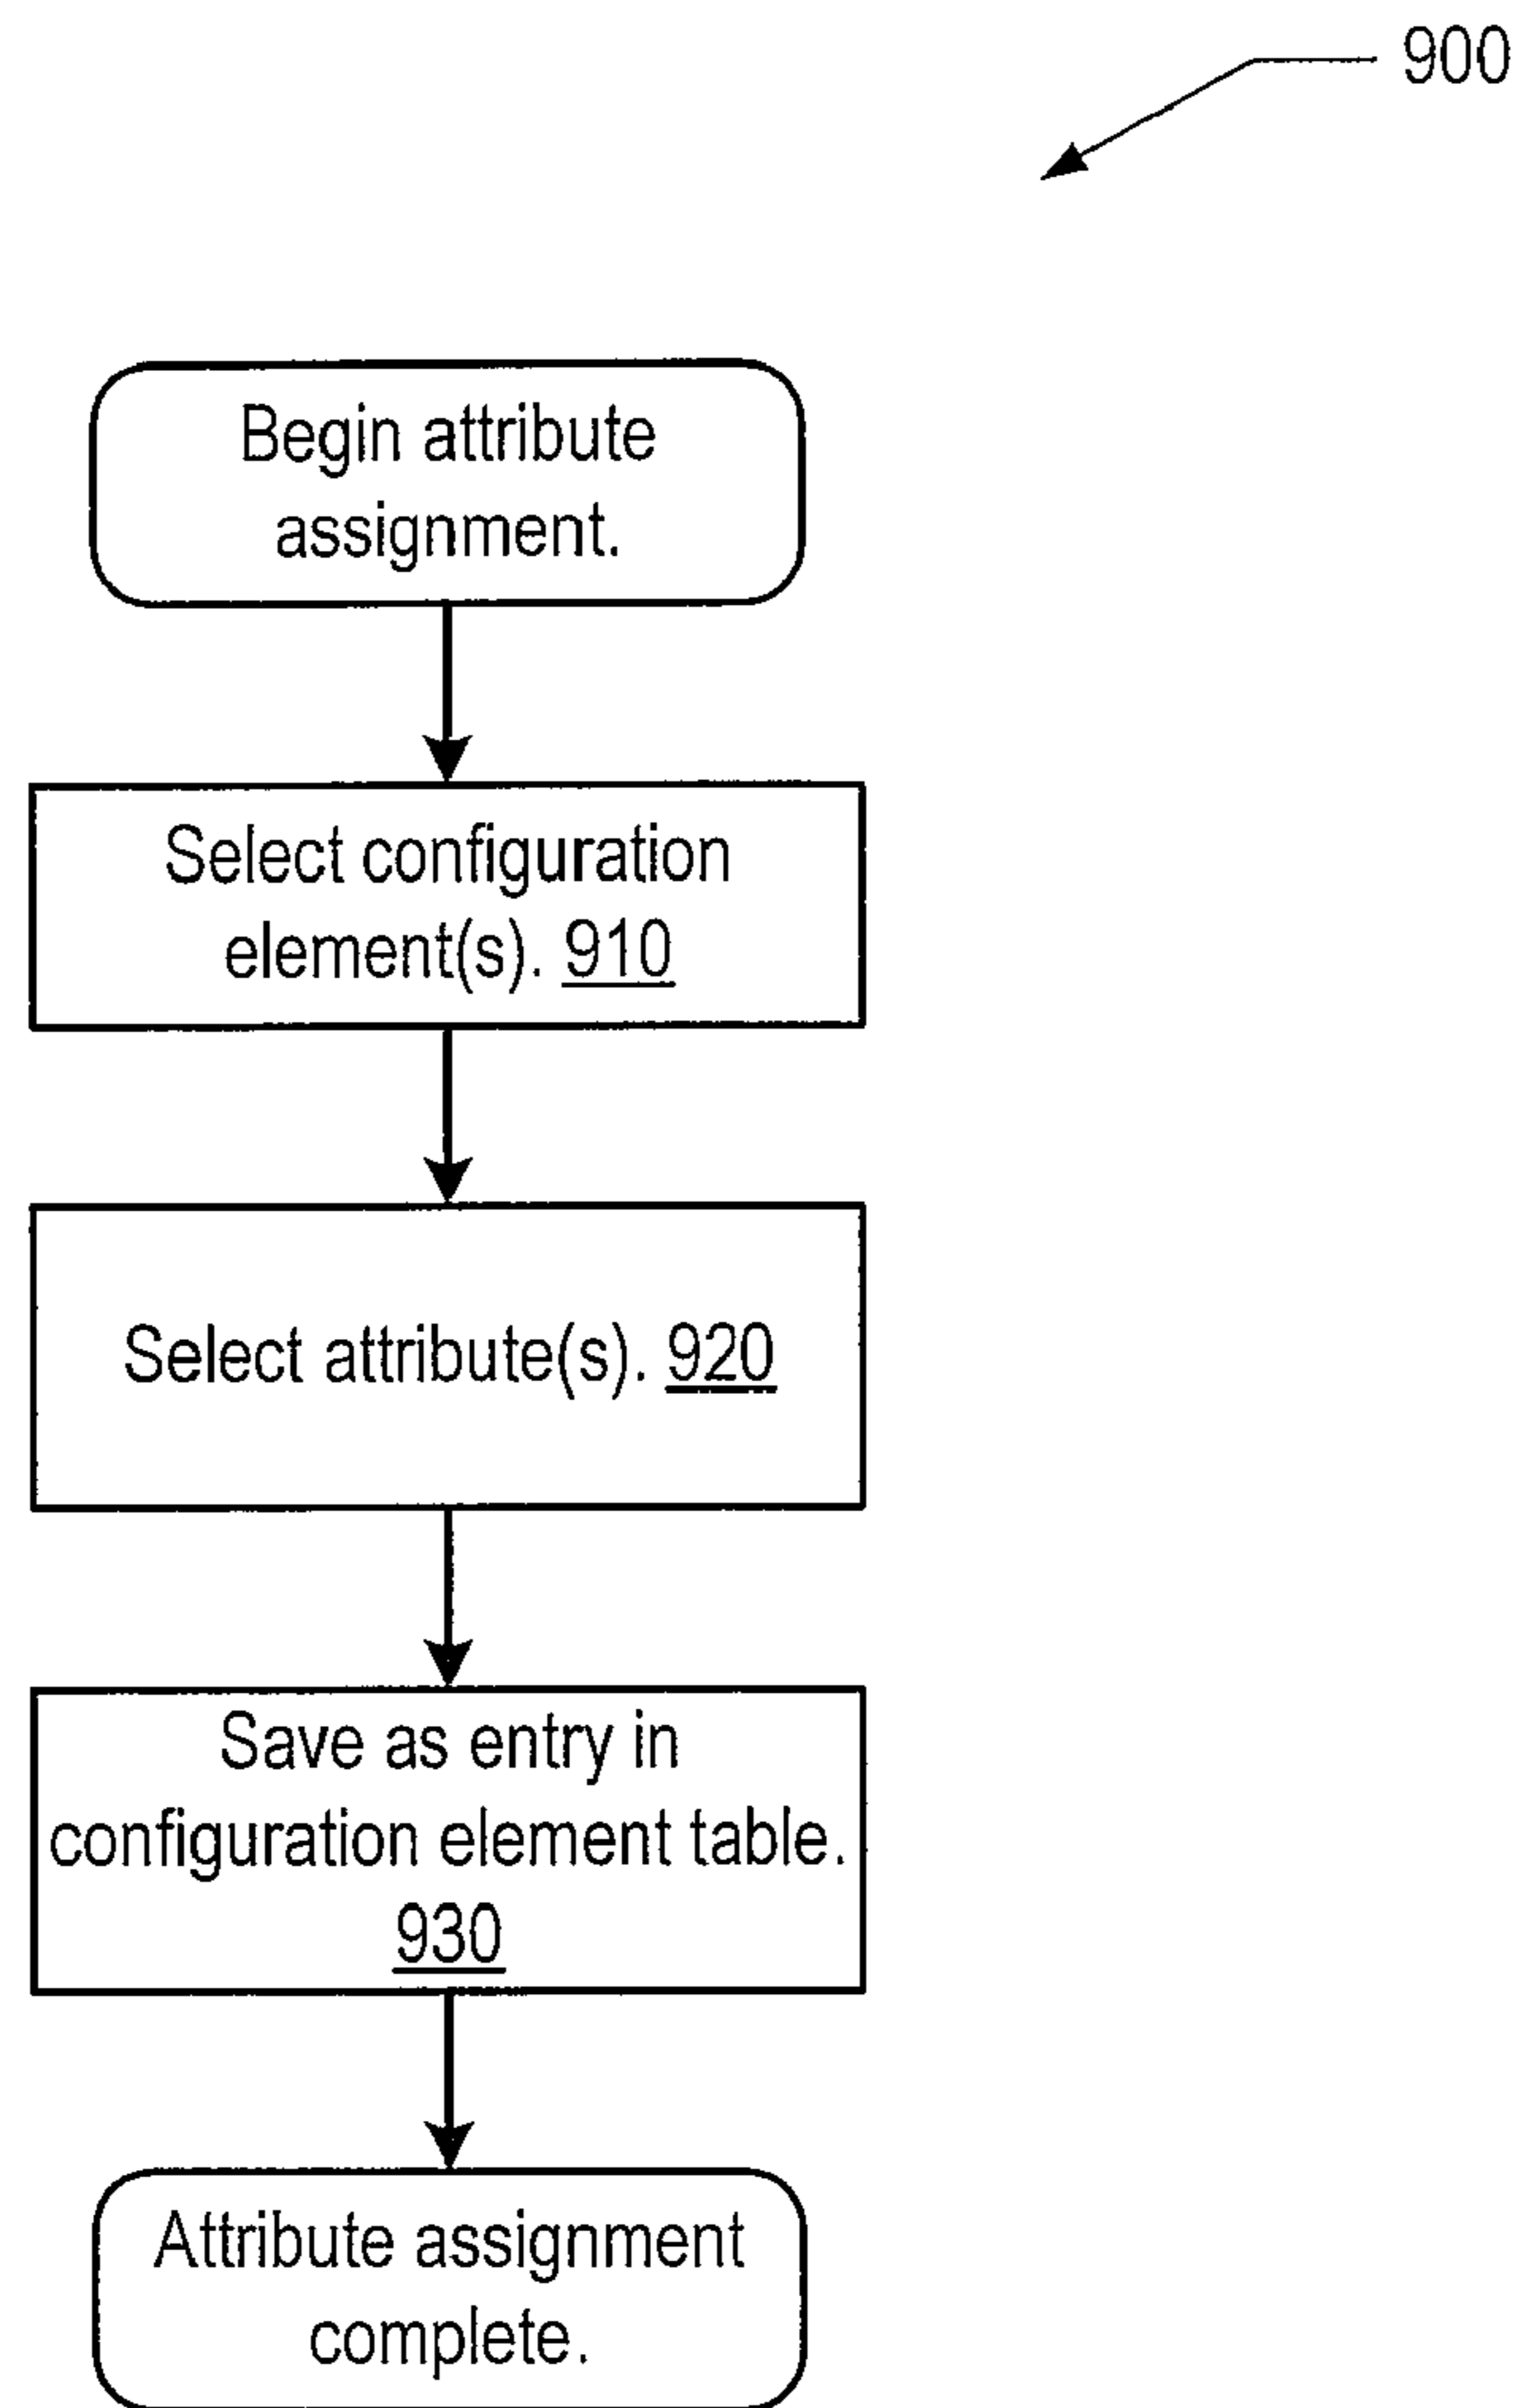 900
Begin attribute
assignment.
Select configuration
element(s). 910
Select attribute(s). 920
Save as entry in
configuration element table.
930
Attribute assignment
complete.